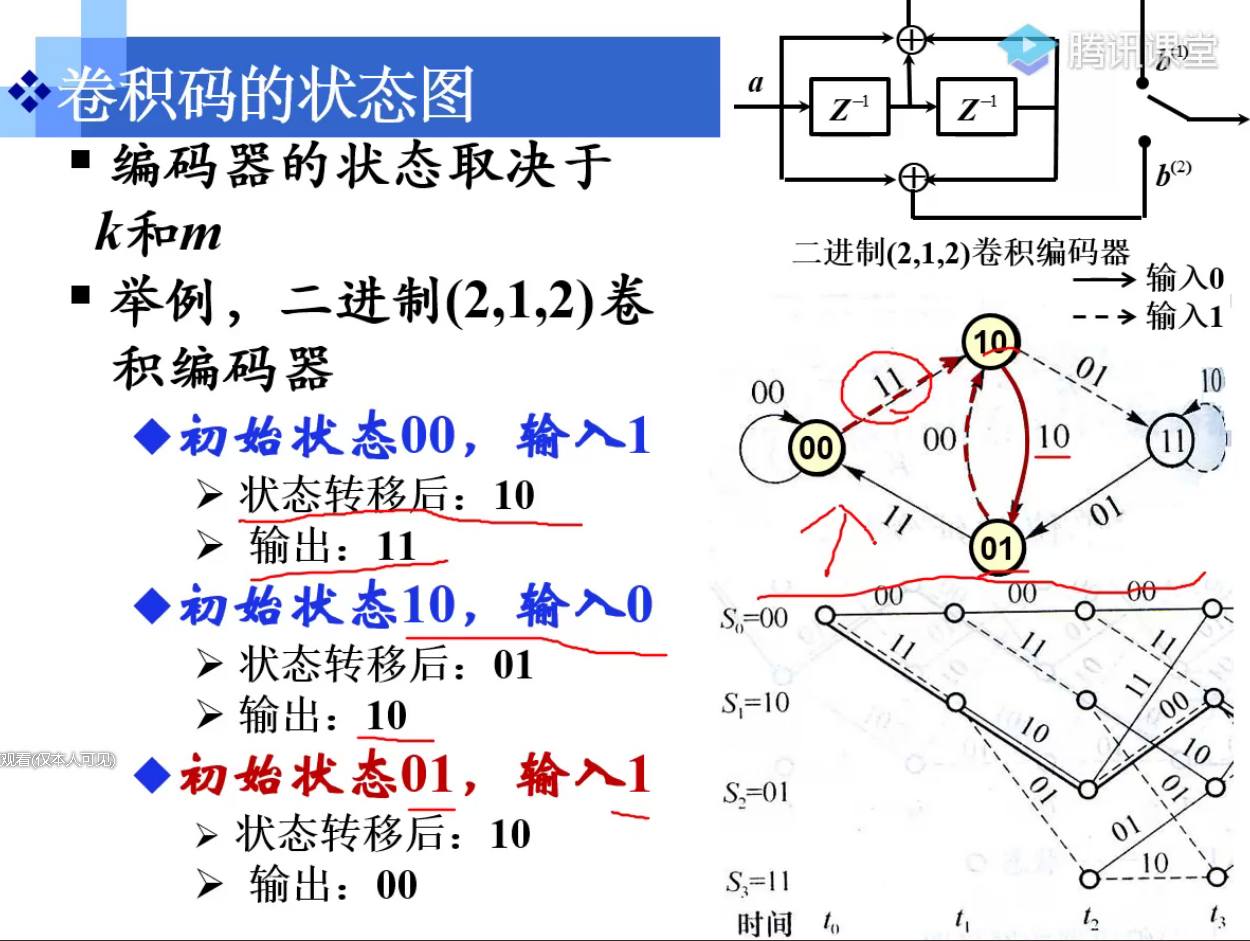 卷积码的状态图
编码器的状态取决于
k和m
举例，二进制(2,1,2)卷
积编码器
初始状态00，输入1
状态转移后：10
输出：11
初始状态10，输入0
状态转移后：01
输出：10
初始状态01，输入1
状态转移后：10
输出：00
观看(仅本人可见)
腾讯课堂
b(1)
a
Z⁻¹
Z⁻¹
b(2)
二进制(2,1,2)卷积编码器
输入0
输入1
10
11
01
10
00
00
00
10
11
11
01
01
00
00
00
S₀=00
11
11
11
11
S₁=10
00
10
10
S₂=01
01
01
01
10
S₃=11
时间
t₀
t₁
t₂
t₃